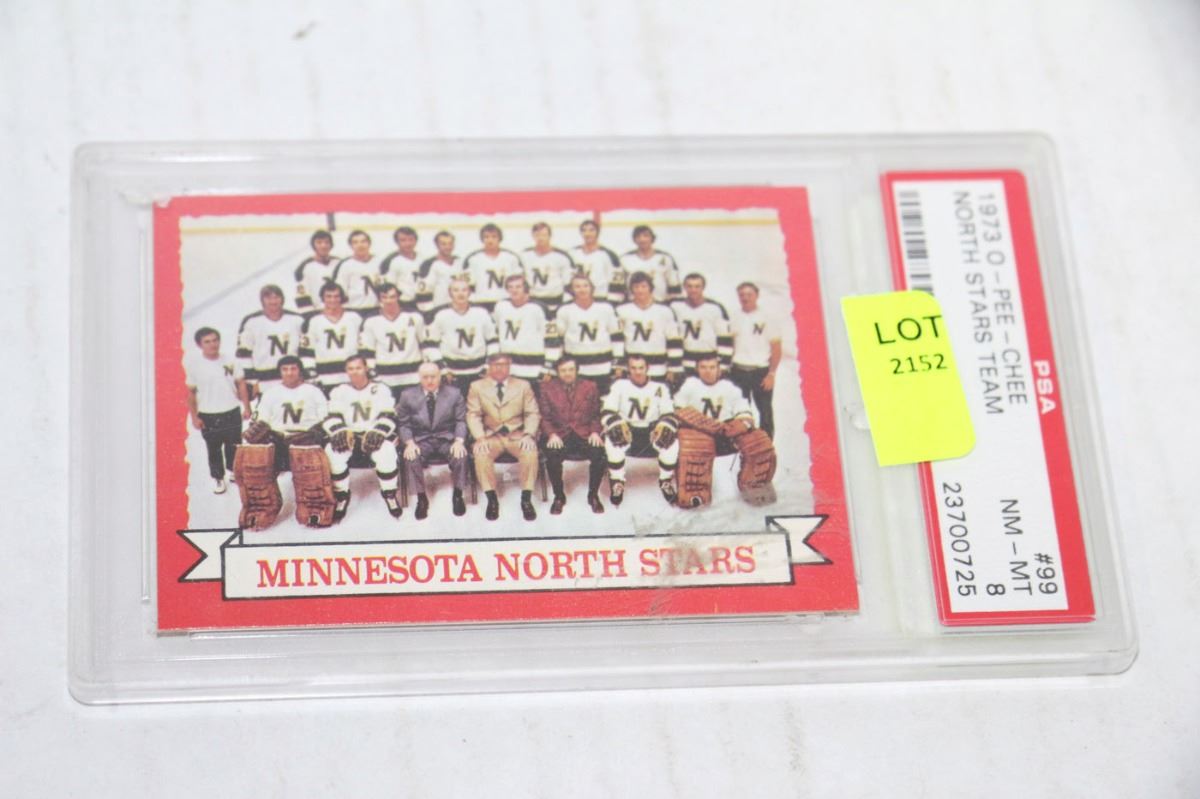 MINNESOTA NORTH STARS
LOT
2152
1973 O-PEE-CHEE #99
NORTH STARS TEAM NM-MT
8
23700725
PSA